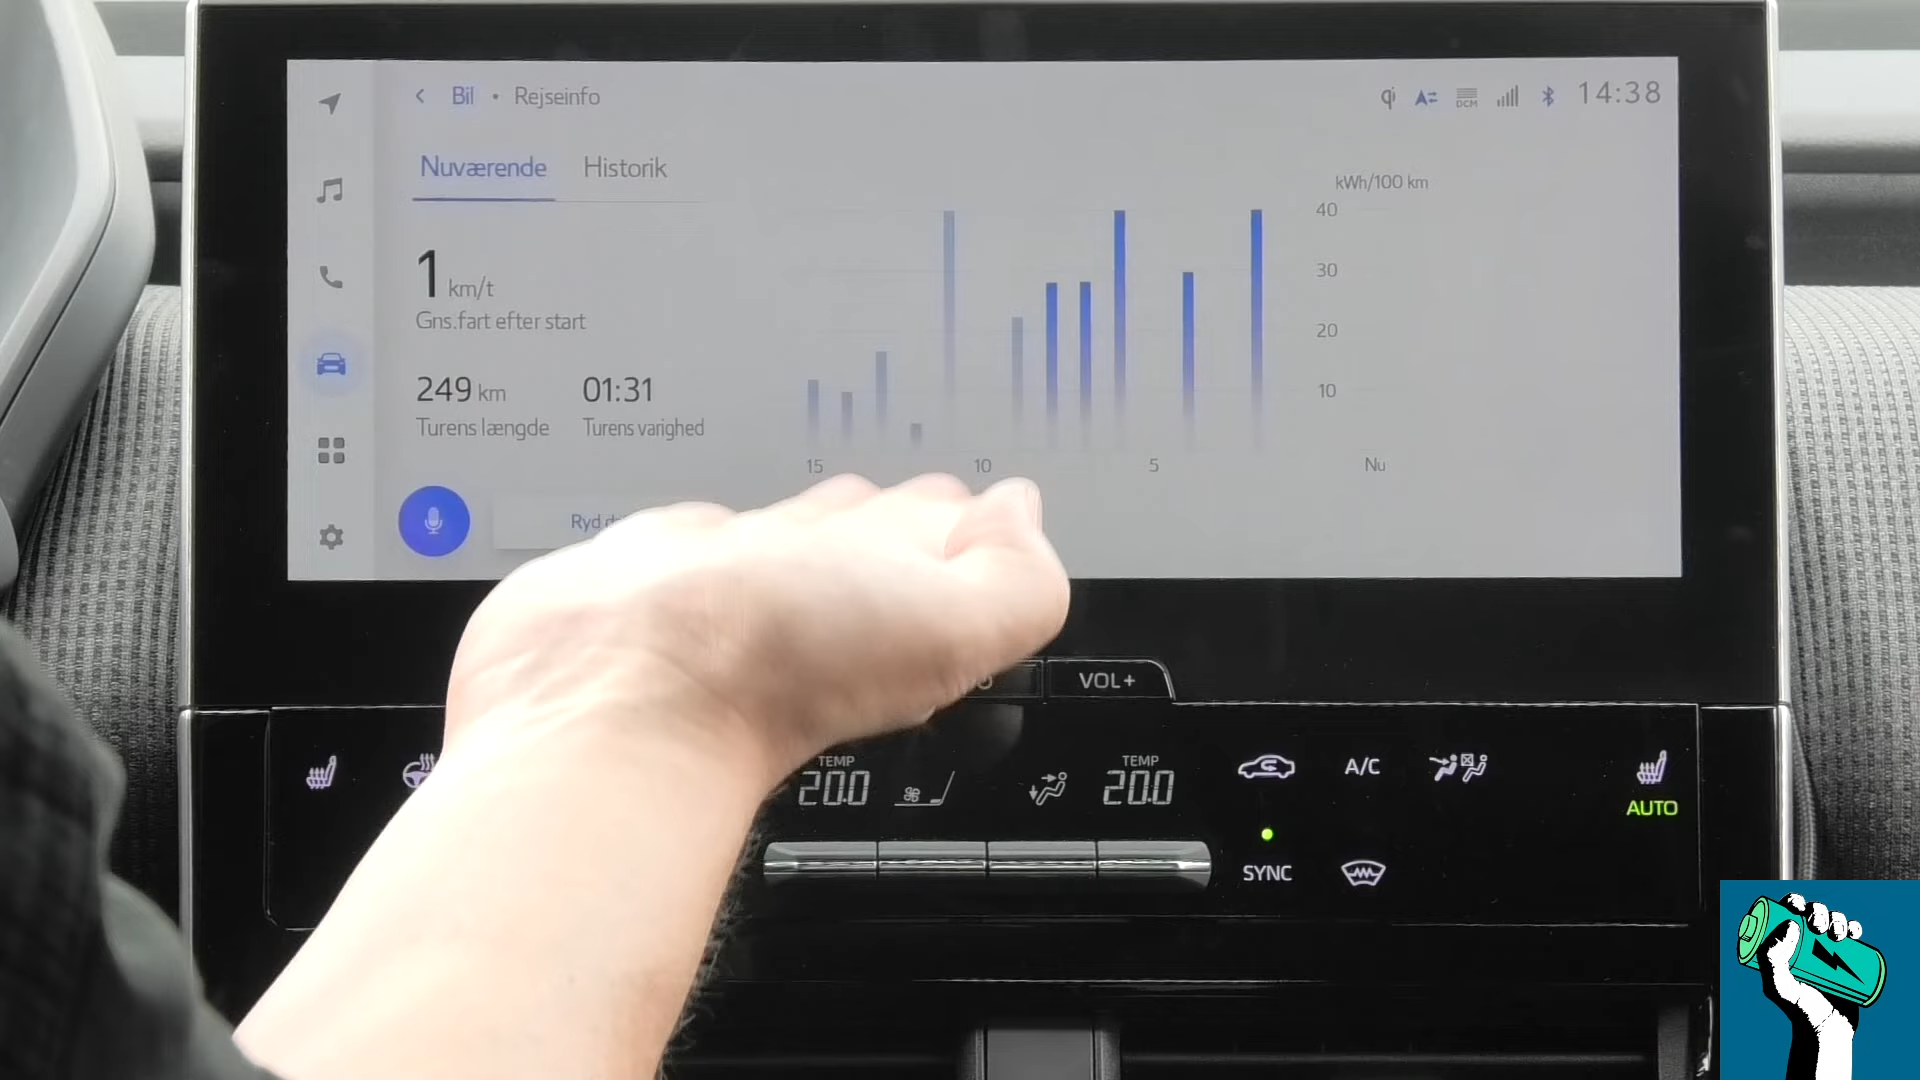 Bil • Rejseinfo
DCM
14:38
Nuværende Historik
kWh/100 km
40
30
20
10
1 km/t
Gns.fart efter start
249 km 01:31
Turens længde Turens varighed
15 10 5 Nu
Ryd
VOL+
TEMP
20.0
TEMP
20.0
A/C
AUTO
SYNC